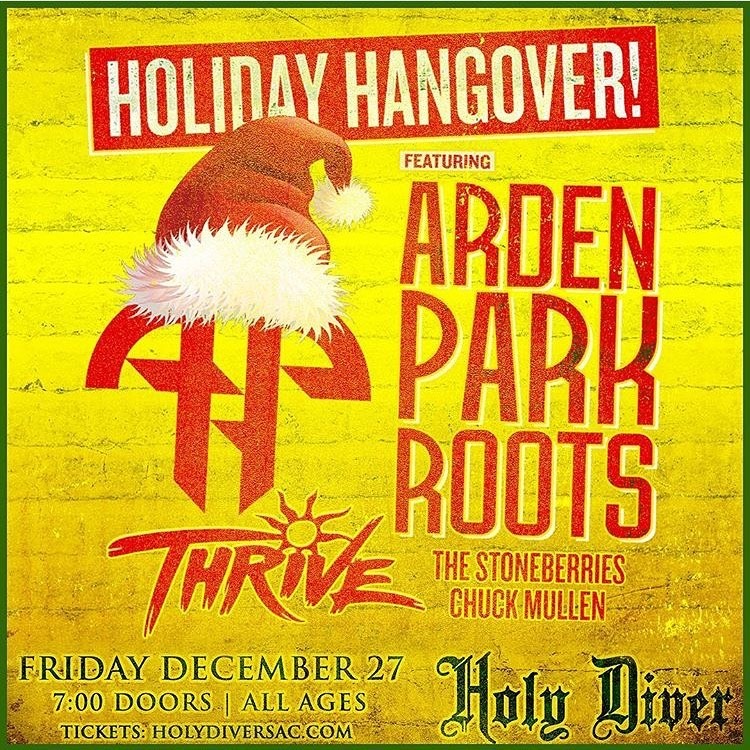 HOLIDAY HANGOVER!
FEATURING
ARDEN
PARK
ROOTS
APR
THRIVE
THE STONEBERRIES
CHUCK MULLEN
FRIDAY DECEMBER 27
7:00 DOORS | ALL AGES
TICKETS: HOLYDIVERSAC.COM
Holy Diver